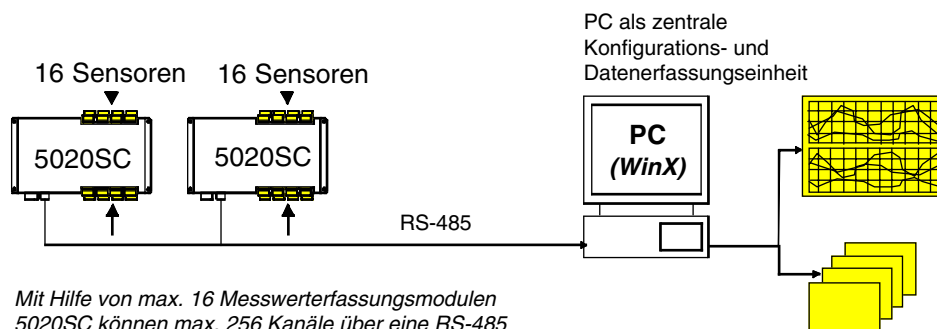 PC als zentrale
Konfigurations- und
Datenerfassungseinheit
16 Sensoren
16 Sensoren
5020SC
5020SC
PC
(WinX)
RS-485
Mit Hilfe von max. 16 Messwerterfassungsmodulen
5020SC können max. 256 Kanäle über eine RS-485